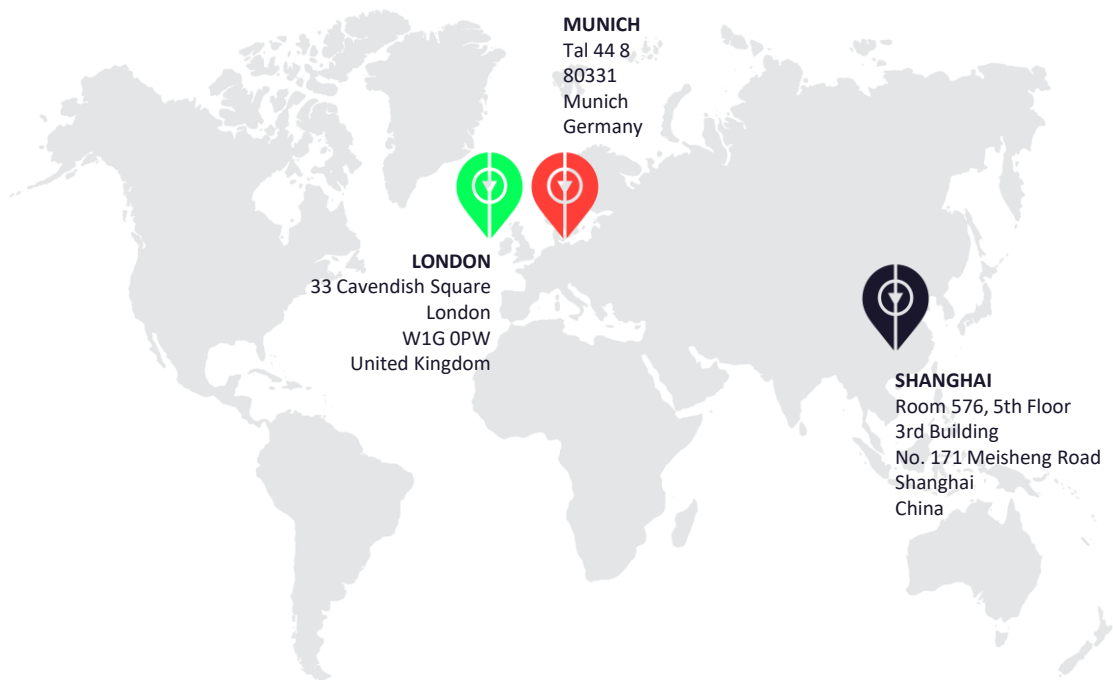 MUNICH
Tal 44 8
80331
Munich
Germany
LONDON
33 Cavendish Square
London
W1G 0PW
United Kingdom
SHANGHAI
Room 576, 5th Floor
3rd Building
No. 171 Meisheng Road
Shanghai
China